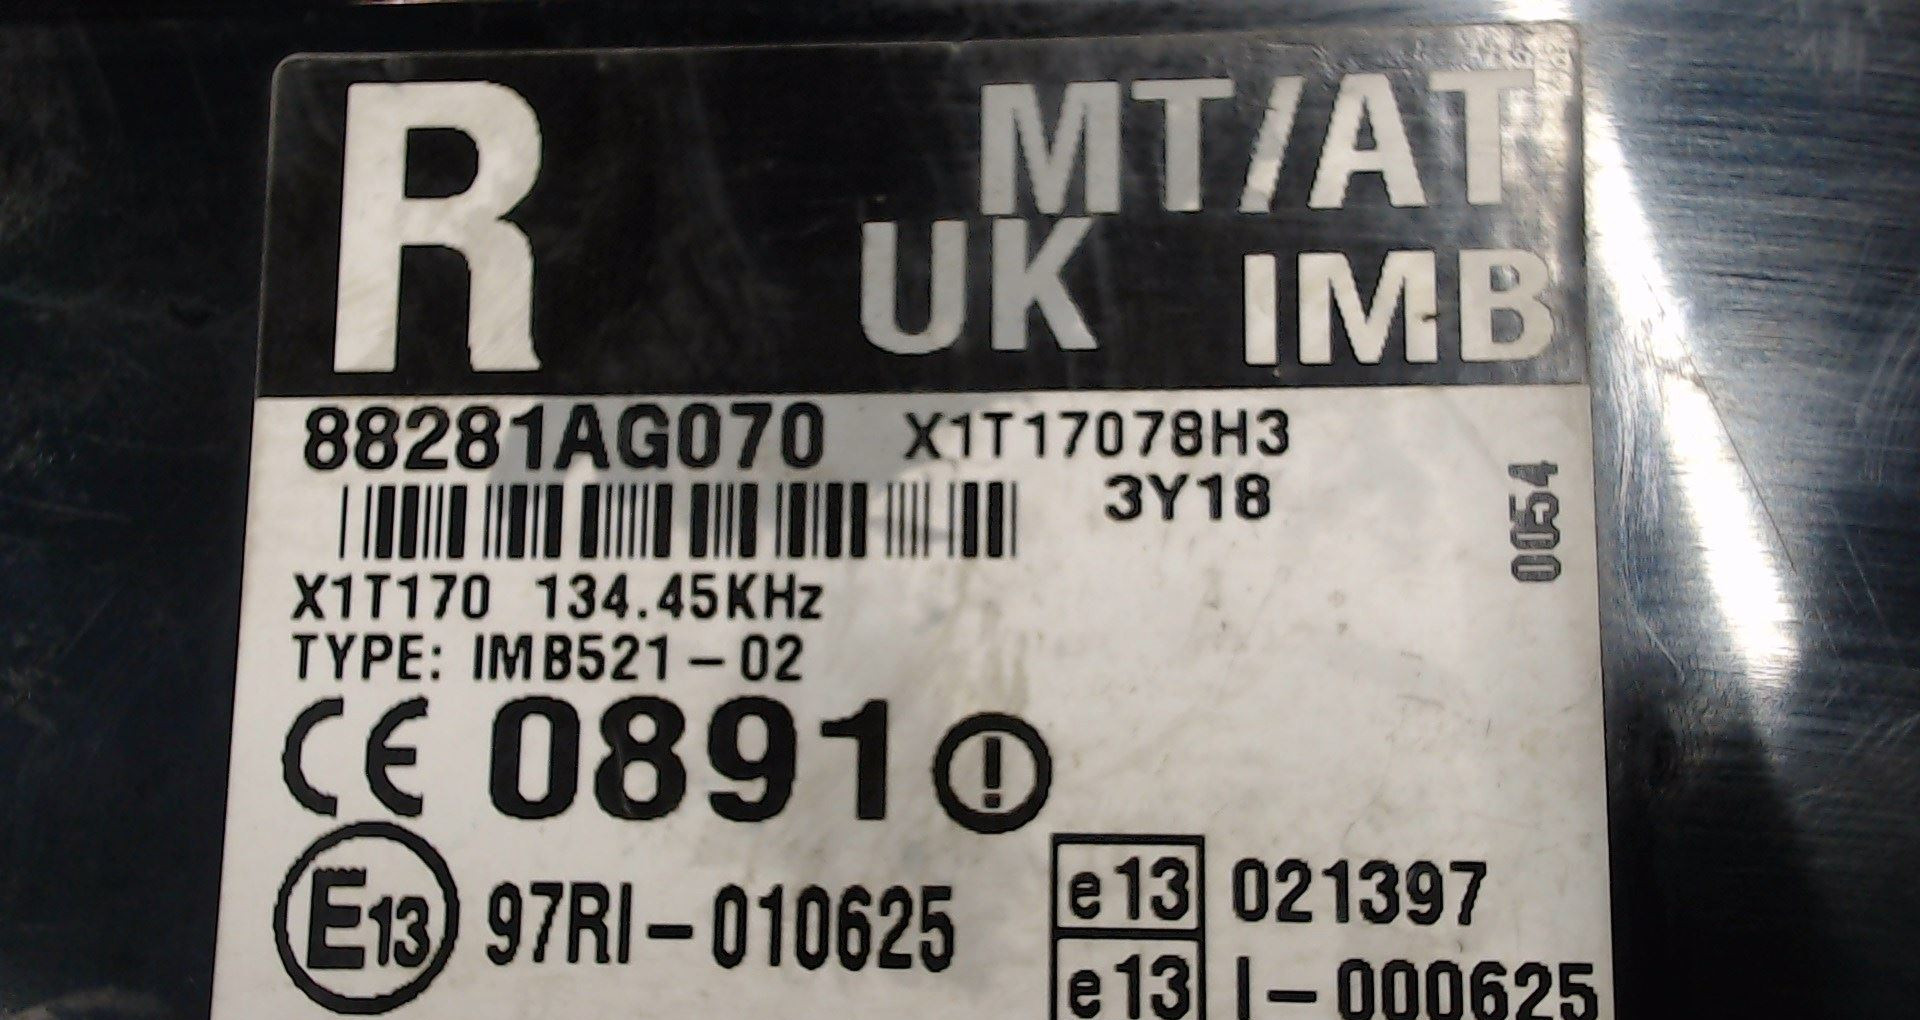 R MT/AT
UK IMB
88281AG070 X1T17078H3
3Y18
0054
X1T170 134.45KHz
TYPE: IMB521-02
CE 0891
E13 97RI-010625
e13 021397
e13 I-000625